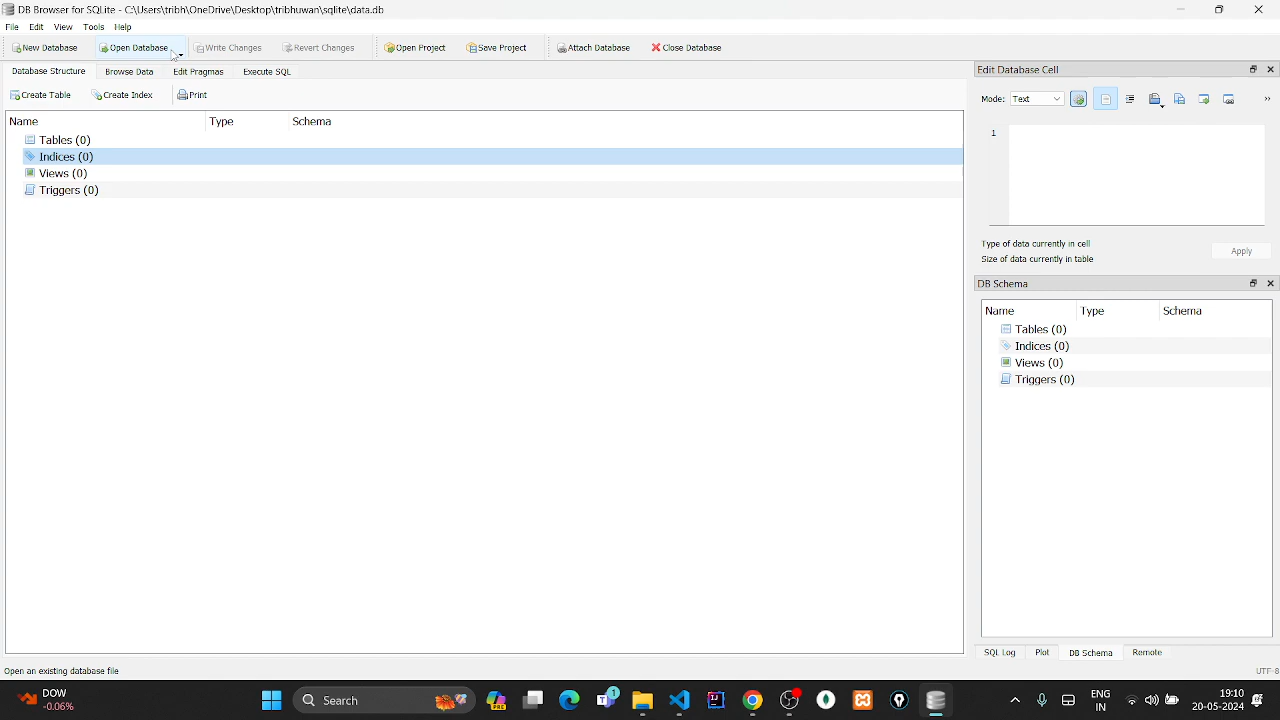 DB Browser for SQLite - C:\Users\tribh\OneDrive\Desktop\tribhuwan\sqlite\data.db
File Edit View Tools Help
New Database Open Database Write Changes Revert Changes Open Project Save Project Attach Database Close Database
Database Structure Browse Data Edit Pragmas Execute SQL
Create Table Create Index Print
Name Type Schema
Tables (0)
Indices (0)
Views (0)
Triggers (0)
Edit Database Cell
Mode: Text
1
Type of data currently in cell
Size of data currently in table
Apply
DB Schema
Name Type Schema
Tables (0)
Indices (0)
Views (0)
Triggers (0)
SQL Log Plot DB Schema Remote
Open an existing database file
UTF-8
DOW
-0.06%
Search
PRE
1
ENG
IN
19:13
20-05-2024